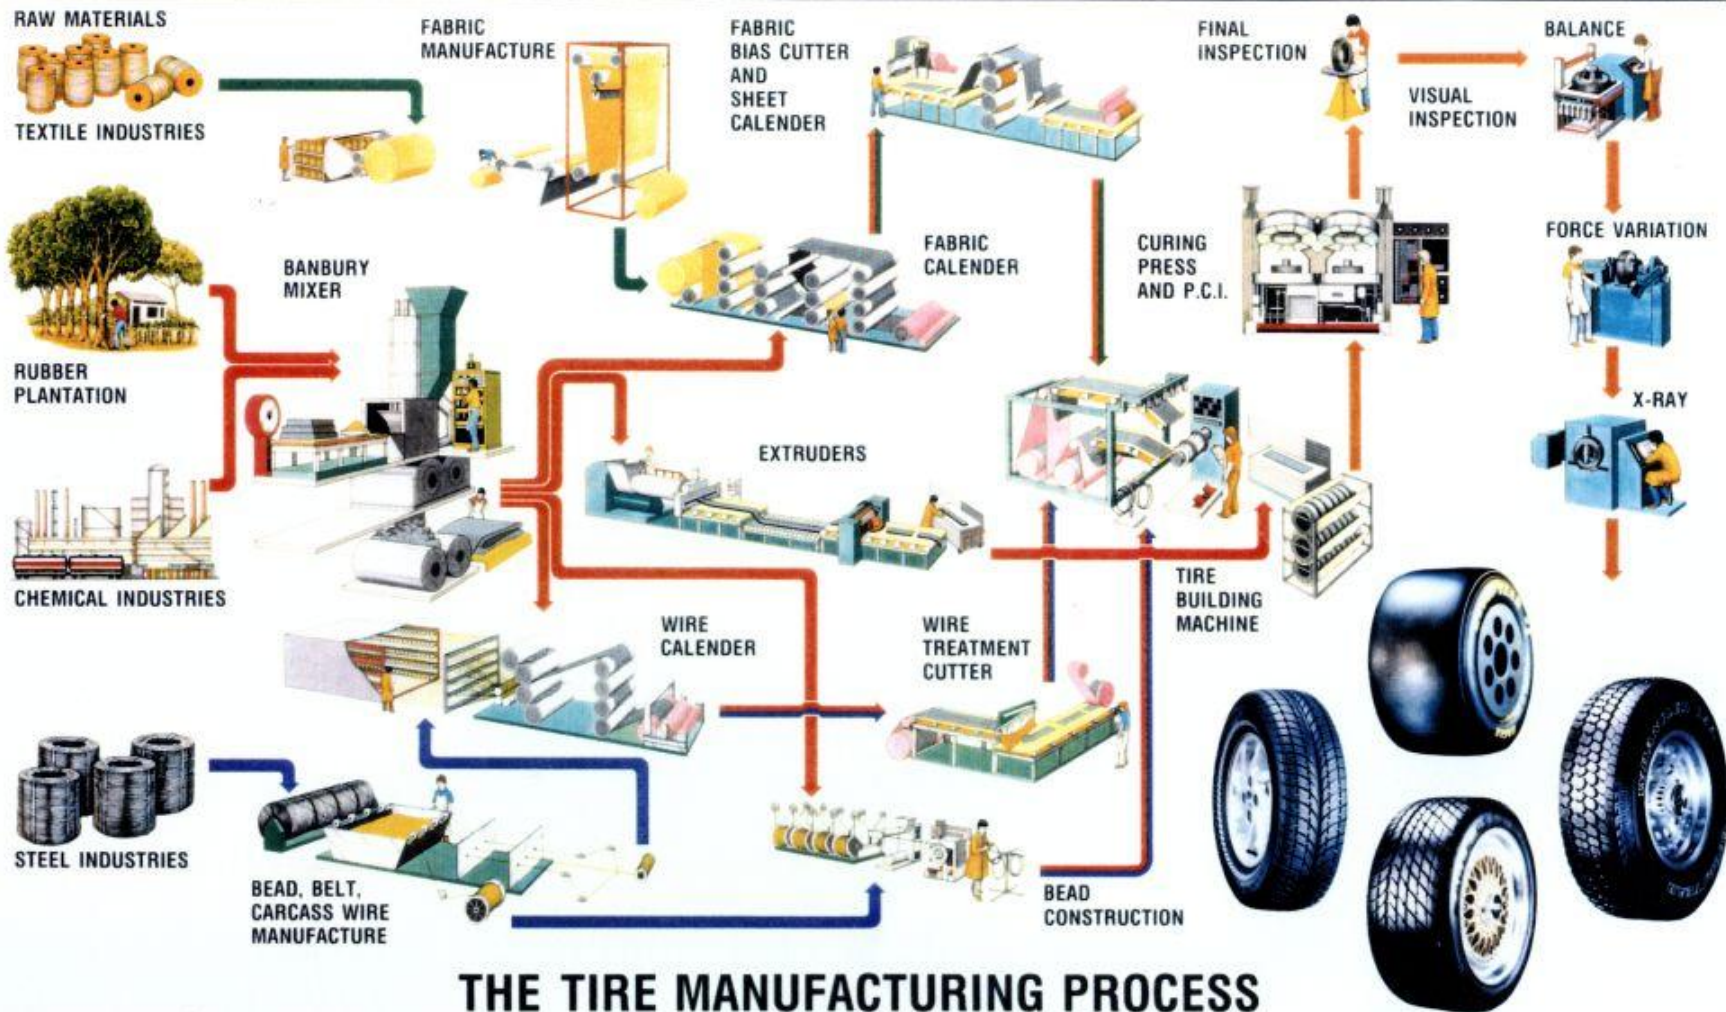 RAW MATERIALS
TEXTILE INDUSTRIES
FABRIC
MANUFACTURE
FABRIC
BIAS CUTTER
AND
SHEET
CALENDER
FINAL
INSPECTION
BALANCE
VISUAL
INSPECTION
RUBBER
PLANTATION
BANBURY
MIXER
FABRIC
CALENDER
CURING
PRESS
AND P.C.I.
FORCE VARIATION
X-RAY
EXTRUDERS
CHEMICAL INDUSTRIES
WIRE
CALENDER
WIRE
TREATMENT
CUTTER
TIRE
BUILDING
MACHINE
STEEL INDUSTRIES
BEAD, BELT,
CARCASS WIRE
MANUFACTURE
BEAD
CONSTRUCTION
THE TIRE MANUFACTURING PROCESS